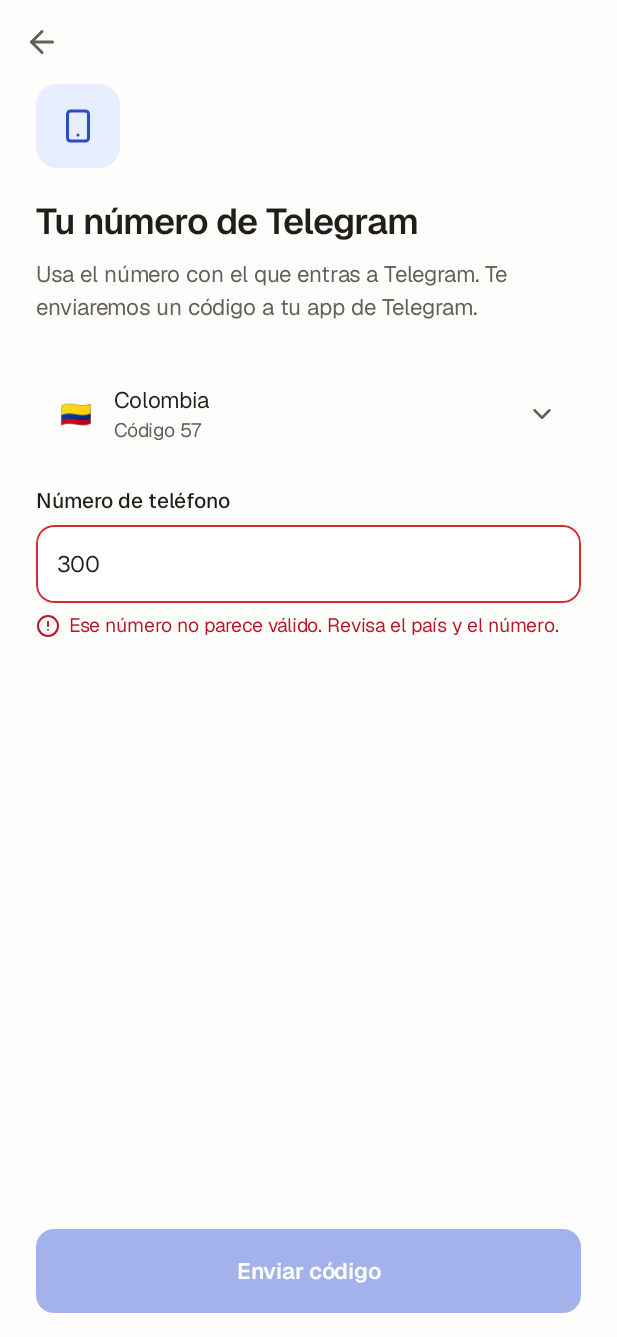 Tu número de Telegram
Usa el número con el que entras a Telegram. Te
enviaremos un código a tu app de Telegram.
Colombia
Código 57
Número de teléfono
300
Ese número no parece válido. Revisa el país y el número.
Enviar código